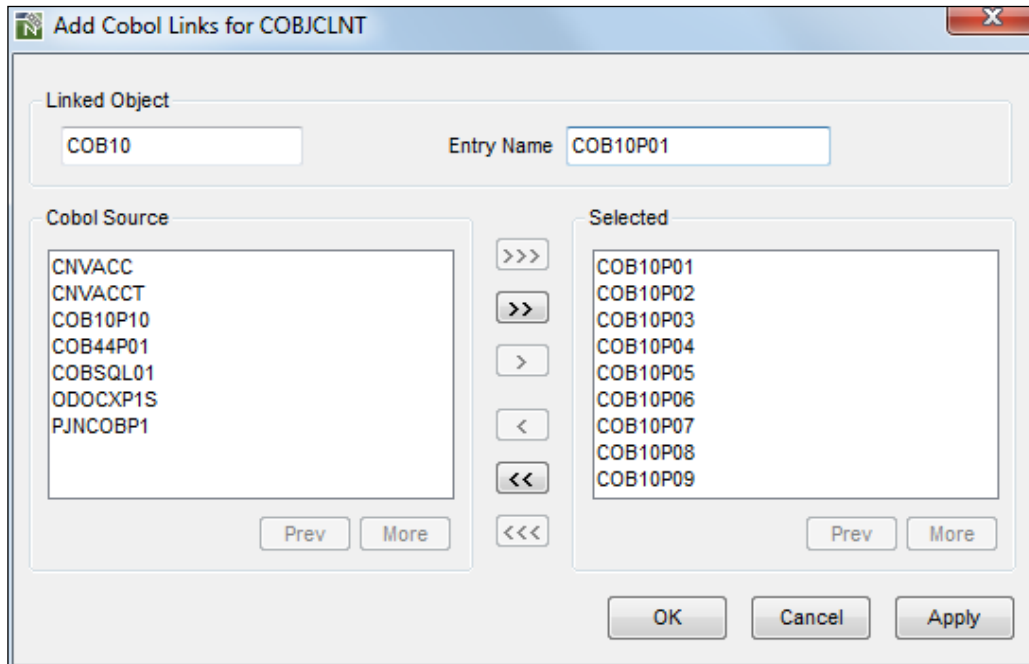 Add Cobol Links for COBJCLNT
X
Linked Object
COB10 Entry Name COB10P01
Cobol Source
CNVACC
CNVACCT
COB10P10
COB44P01
COBSQL01
ODOCXP1S
PJNCOBP1
Prev More
>>>
>>
>
<
<<
<<<
Selected
COB10P01
COB10P02
COB10P03
COB10P04
COB10P05
COB10P06
COB10P07
COB10P08
COB10P09
Prev More
OK Cancel Apply